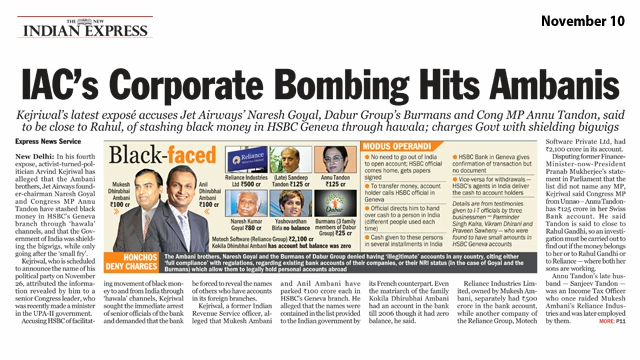 November 10
THE NEW
INDIAN EXPRESS
IAC's Corporate Bombing Hits Ambanis
Kejriwal's latest exposé accuses Jet Airways' Naresh Goyal, Dabur Group's Burmans and Cong MP Annu Tandon, said
to be close to Rahul, of stashing black money in HSBC Geneva through hawala; charges Govt with shielding bigwigs
Express News Service
New Delhi: In his fourth
expose, activist-turned-pol-
itician Arvind Kejriwal has
alleged that the Ambani
brothers, Jet Airways found-
er-chairman Naresh Goyal
and Congress MP Annu
Tandon have stashed black
money in HSBC's Geneva
branch through 'hawala'
channels, and that the Gov-
ernment of India was shield-
ing the bigwigs, while only
going after the 'small fry'.
Kejriwal, who is scheduled
to announce the name of his
political party on November
26, attributed the informa-
tion revealed by him to a
senior Congress leader, who
was recently made a minister
in the UPA-II government.
Accusing HSBC of facilitat-
Black-faced
Mukesh
Dhirubhai
Ambani
₹100 cr
Anil
Dhirubhai
Ambani
₹100 cr
Reliance
Reliance Industries
Ltd ₹500 cr
(Late) Sandeep
Tandon ₹125 cr
Annu Tandon
₹125 cr
Naresh Kumar
Goyal ₹80 cr
Yashovardhan
Birla no balance
Burmans (3 family
members of Dabur
Group) ₹25 cr
Motech Software (Reliance Group) ₹2,100 cr
Kokila Dhirubhai Ambani has account but balance was zero
MODUS OPERANDI
No need to go out of India
to open account; HSBC official
comes home, gets papers
signed
To transfer money, account
holder calls HSBC official in
Geneva
Official directs him to hand
over cash to a person in India
(different people used each
time)
Cash given to these persons
in several installments in India
HSBC Bank in Geneva gives
confirmation of transaction but
no document
Vice-versa for withdrawals —
HSBC's agents in India deliver
the cash to account holders
Details are from testimonies
given to I-T officials by three
businessmen — Parminder
Singh Kalra, Vikram Dhirani and
Praveen Sawhney — who were
found to have small amounts in
HSBC Geneva accounts
HONCHOS
DENY CHARGES
The Ambani brothers, Naresh Goyal and the Burmans of Dabur Group denied having 'illegitimate' accounts in any country, citing either
'full compliance' with regulations, regarding existing bank accounts of their companies, or their NRI status (in the case of Goyal and the
Burmans) which allow them to legally hold personal accounts abroad
ing movement of black mon-
ey to and from India through
'hawala' channels, Kejriwal
sought the immediate arrest
of senior officials of the bank
and demanded that the bank
be forced to reveal the names
of others who have accounts
in its foreign branches.
Kejriwal, a former Indian
Revenue Service officer, al-
leged that Mukesh Ambani
and Anil Ambani have
parked ₹100 crore each in
HSBC's Geneva branch. He
alleged that the names were
contained in the list provided
to the Indian government by
its French counterpart. Even
the matriarch of the family
Kokila Dhirubhai Ambani
had an account in the bank
till 2006 though it had zero
balance, he said.
Reliance Industries Lim-
ited, owned by Mukesh Am-
bani, separately had ₹500
crore in the bank account,
while another company of
the Reliance Group, Motech
Software Private Ltd, had
₹2,100 crore in its account.
Disputing former Finance-
Minister-now-President
Pranab Mukherjee's state-
ment in Parliament that the
list did not name any MP,
Kejriwal said Congress MP
from Unnao—Annu Tandon—
has ₹125 crore in her Swiss
Bank account. He said
Tandon is said to be close to
Rahul Gandhi, so an investi-
gation must be carried out to
find out if the money belongs
to her or to Rahul Gandhi or
to Reliance — where both her
sons are working.
Annu Tandon's late hus-
band — Sanjeev Tandon —
was an Income Tax Officer
who once raided Mukesh
Ambani's Reliance Indus-
tries and was later employed
by them.
MORE: P11